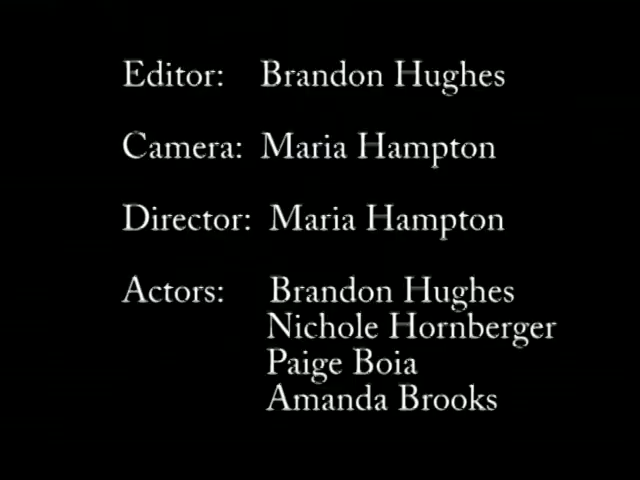 Editor: Brandon Hughes
Camera: Maria Hampton
Director: Maria Hampton
Actors: Brandon Hughes
Nichole Hornberger
Paige Boia
Amanda Brooks